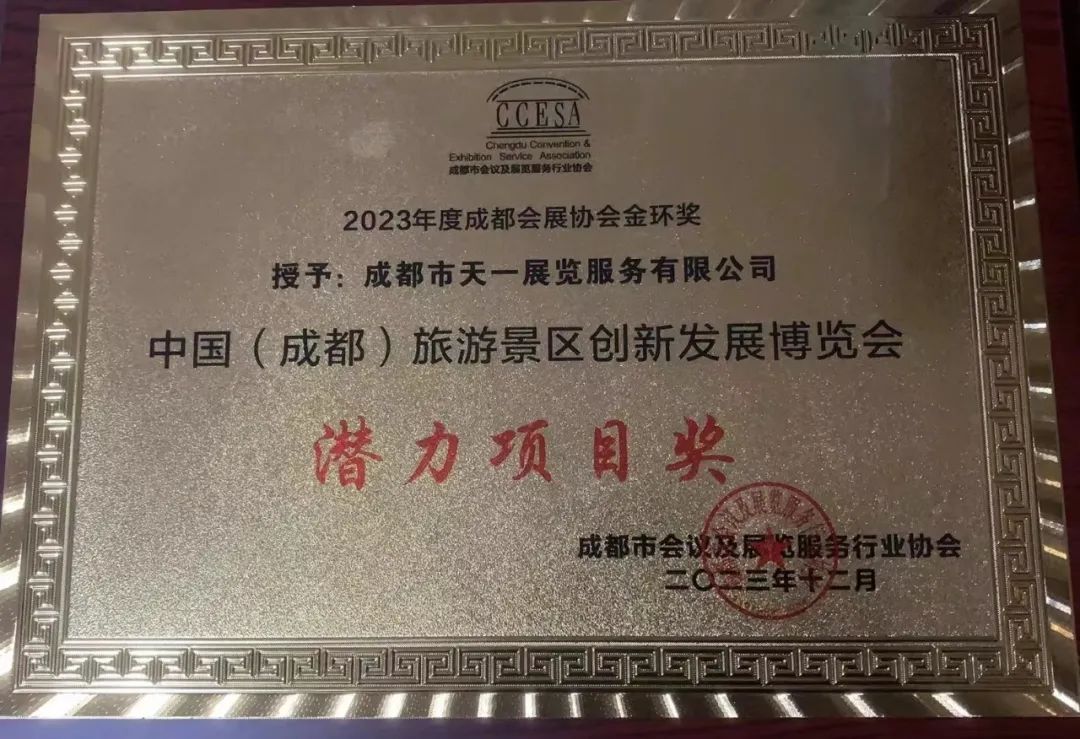 CCESA
Chengdu Convention &
Exhibition Service Association
成都市会议及展览服务行业协会
2023年度成都会展协会金环奖
授予：成都市天一展览服务有限公司
中国（成都）旅游景区创新发展博览会
潜力项目奖
成都市会议及展览服务行业协会
二〇二三年十二月